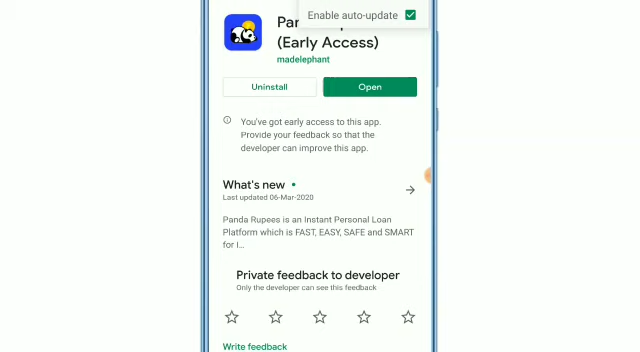 Enable auto-update
(Early Access)
madelephant
Uninstall
Open
You've got early access to this app.
Provide your feedback so that the
developer can improve this app.
What's new
Last updated 06-Mar-2020
Panda Rupees is an Instant Personal Loan
Platform which is FAST, EASY, SAFE and SMART
for I...
Private feedback to developer
Only the developer can see this feedback
Write feedback